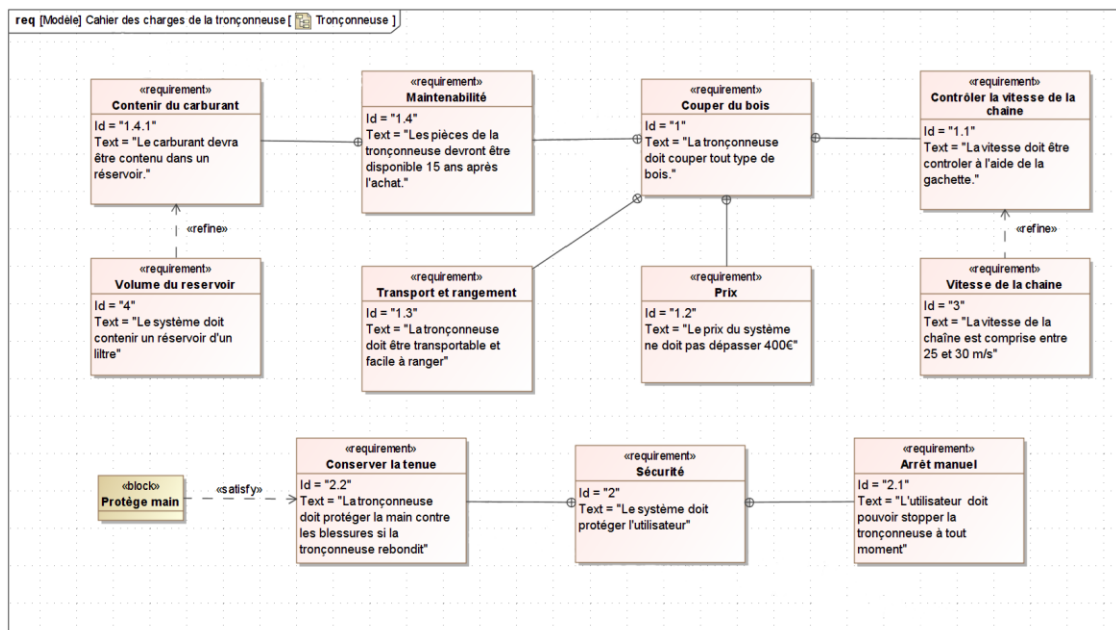 req [Modèle] Cahier des charges de la tronçonneuse [ Tronçonneuse ]
«requirement»
Contenir du carburant
Id = "1.4.1"
Text = "Le carburant devra
être contenu dans un
réservoir."
«requirement»
Maintenabilité
Id = "1.4"
Text = "Les pièces de la
tronçonneuse devront être
disponible 15 ans après
l'achat."
«requirement»
Couper du bois
Id = "1"
Text = "La tronçonneuse
doit couper tout type de
bois."
«requirement»
Contrôler la vitesse de la
chaine
Id = "1.1"
Text = "La vitesse doit être
controler à l'aide de la
gachette."
«refine»
«refine»
«requirement»
Volume du reservoir
Id = "4"
Text = "Le système doit
contenir un réservoir d'un
liltre"
«requirement»
Transport et rangement
Id = "1.3"
Text = "La tronçonneuse
doit être transportable et
facile à ranger"
«requirement»
Prix
Id = "1.2"
Text = "Le prix du système
ne doit pas dépasser 400€"
«requirement»
Vitesse de la chaine
Id = "3"
Text = "La vitesse de la
chaîne est comprise entre
25 et 30 m/s"
«block»
Protège main
«satisfy»
«requirement»
Conserver la tenue
Id = "2.2"
Text = "La tronçonneuse
doit protéger la main contre
les blessures si la
tronçonneuse rebondit"
«requirement»
Sécurité
Id = "2"
Text = "Le système doit
protéger l'utilisateur"
«requirement»
Arrêt manuel
Id = "2.1"
Text = "L'utilisateur doit
pouvoir stopper la
tronçonneuse à tout
moment"